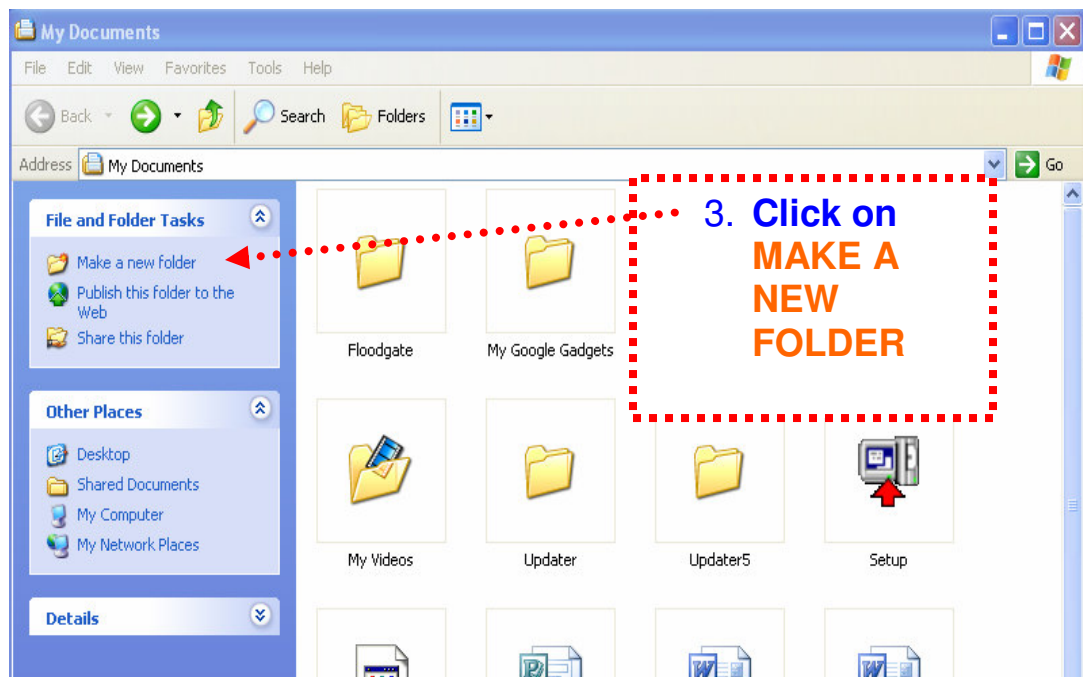 My Documents
File Edit View Favorites Tools Help
Back Search Folders
Address My Documents Go
File and Folder Tasks
Make a new folder
Publish this folder to the
Web
Share this folder
Other Places
Desktop
Shared Documents
My Computer
My Network Places
Details
3. Click on
MAKE A
NEW
FOLDER
Floodgate My Google Gadgets
My Videos Updater Updater5 Setup